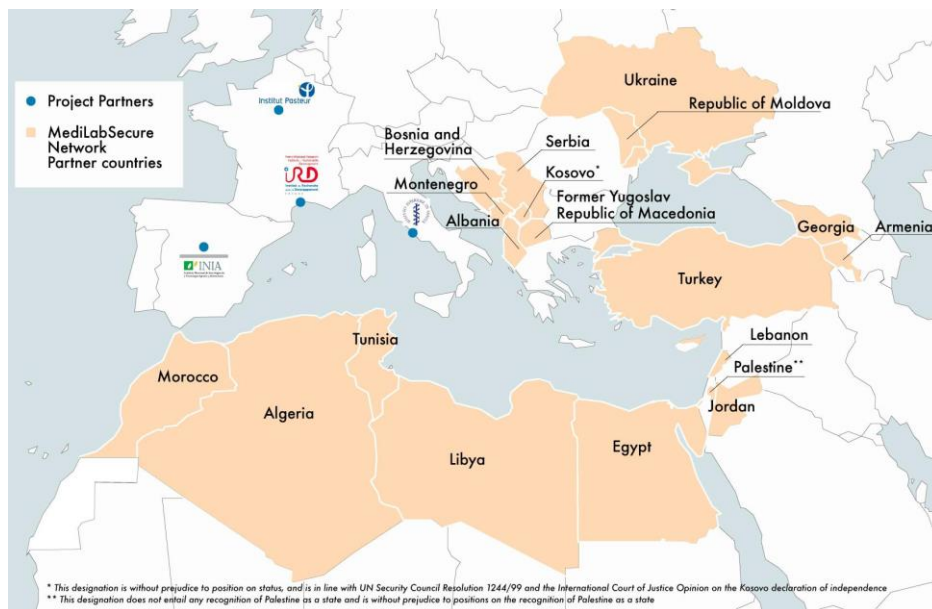 Project Partners
MediLabSecure
Network
Partner countries
Institut Pasteur
IRD
INIA
Ukraine
Republic of Moldova
Bosnia and
Herzegovina
Serbia
Kosovo*
Montenegro
Former Yugoslav
Republic of Macedonia
Albania
Georgia
Armenia
Turkey
Tunisia
Lebanon
Palestine**
Morocco
Jordan
Algeria
Libya
Egypt
* This designation is without prejudice to position on status, and is in line with UN Security Council Resolution 1244/99 and the International Court of Justice Opinion on the Kosovo declaration of independence
** This designation does not entail any recognition of Palestine as a state and is without prejudice to positions on the recognition of Palestine as a state